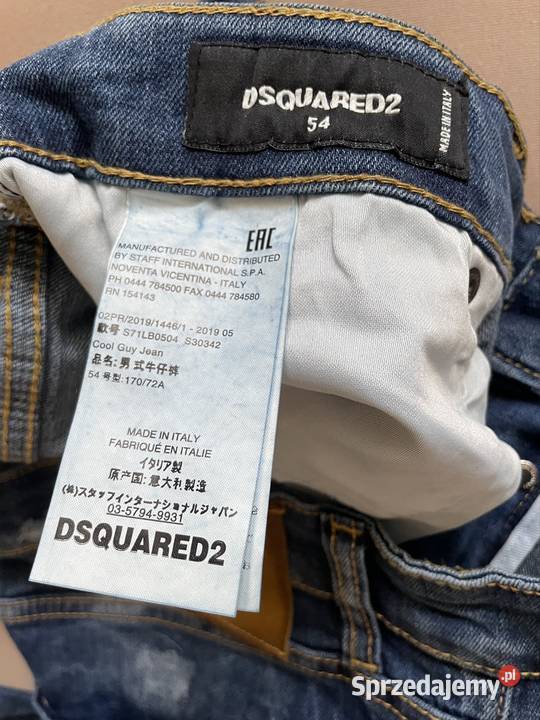 DSQUARED2
54
MADE IN ITALY
EAC
MANUFACTURED AND DISTRIBUTED
BY STAFF INTERNATIONAL S.P.A.
NOVENTA VICENTINA - ITALY
PH 0444 784500 FAX 0444 784580
RN 154143
02PR/2019/1446/1 - 2019 05
款号 S71LB0504 S30342
Cool Guy Jean
品名: 男式牛仔裤
54 号型: 170/72A
MADE IN ITALY
FABRIQUÉ EN ITALIE
イタリア製
原产国: 意大利製造
(株)スタッフインターナショナルジャパン
03-5794-9931
DSQUARED2
Sprzedajemy.pl